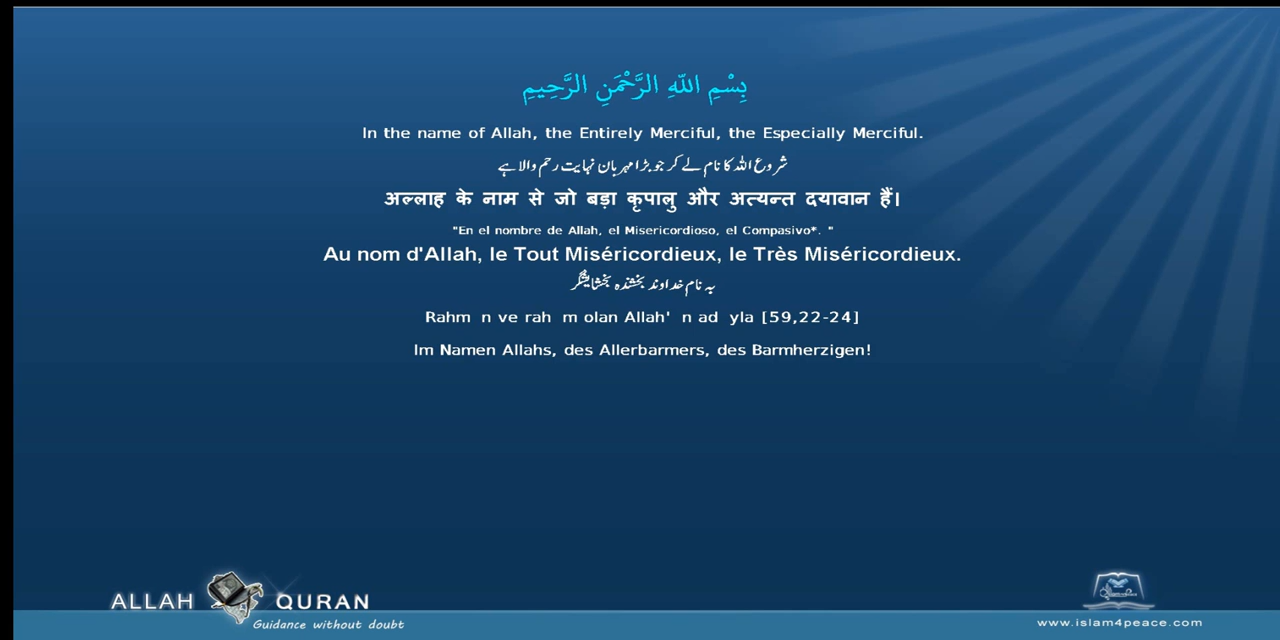 بِسْمِ اللَّهِ الرَّحْمَنِ الرَّحِيمِ
In the name of Allah, the Entirely Merciful, the Especially Merciful.
شروع اللہ کا نام لے کر جو بڑا مہربان نہایت رحم والا ہے
अल्लाह के नाम से जो बड़ा कृपालु और अत्यन्त दयावान हैं।
"En el nombre de Allah, el Misericordioso, el Compasivo*. "
Au nom d'Allah, le Tout Miséricordieux, le Très Miséricordieux.
به نام خداوند بخشنده بخشایشگر
Rahm n ve rah m olan Allah' n ad yla [59,22-24]
Im Namen Allahs, des Allerbarmers, des Barmherzigen!
ALLAH QURAN
Guidance without doubt
www.islam4peace.com